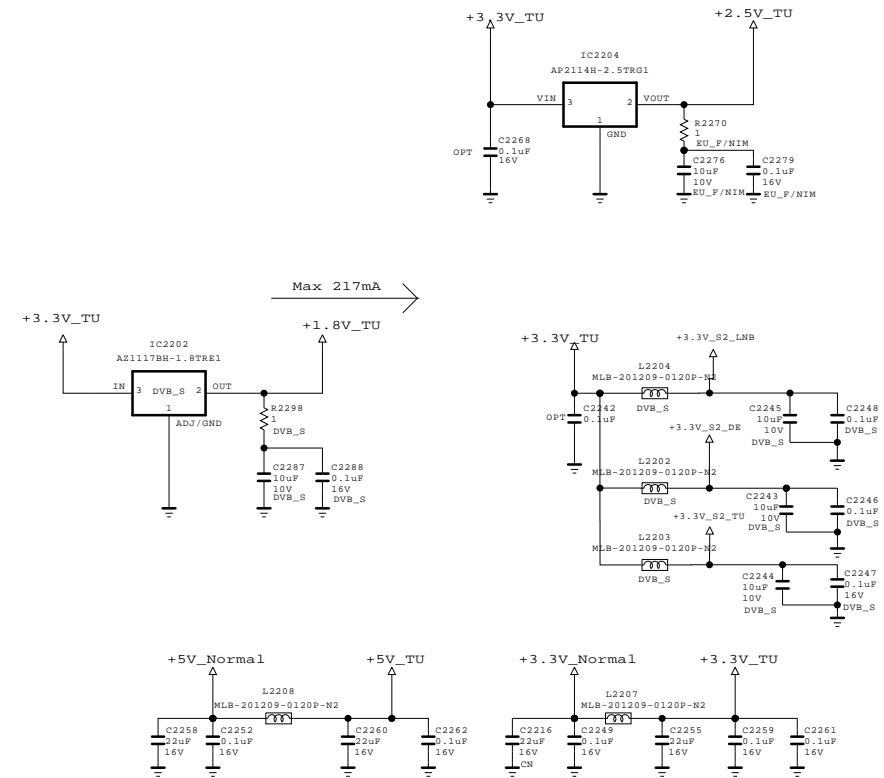 +3.3V_TU
+2.5V_TU
IC2204
AP2114H-2.5TRG1
VIN
3
2
VOUT
1
GND
R2270
1
EU_F/NIM
OPT
C2268
0.1uF
16V
C2276
10uF
10V
EU_F/NIM
C2279
0.1uF
16V
EU_F/NIM
Max 217mA
+3.3V_TU
+1.8V_TU
IC2202
AZ1117BH-1.8TRE1
IN
3
DVB_S
2
OUT
1
ADJ/GND
R2298
1
DVB_S
C2287
10uF
10V
DVB_S
C2288
0.1uF
16V
DVB_S
+3.3V_TU
+3.3V_S2_LNB
L2204
MLB-201209-0120P-N2
DVB_S
OPT
C2242
0.1uF
C2245
10uF
10V
DVB_S
C2248
0.1uF
DVB_S
+3.3V_S2_DE
L2202
MLB-201209-0120P-N2
DVB_S
C2243
10uF
10V
DVB_S
C2246
0.1uF
DVB_S
+3.3V_S2_TU
L2203
MLB-201209-0120P-N2
DVB_S
C2244
10uF
10V
DVB_S
C2247
0.1uF
16V
DVB_S
+5V_Normal
+5V_TU
L2208
MLB-201209-0120P-N2
C2258
22uF
16V
C2252
0.1uF
16V
C2260
22uF
16V
C2262
0.1uF
16V
+3.3V_Normal
+3.3V_TU
L2207
MLB-201209-0120P-N2
C2216
22uF
16V
CN
C2249
0.1uF
16V
C2255
22uF
16V
C2259
0.1uF
16V
C2261
0.1uF
16V